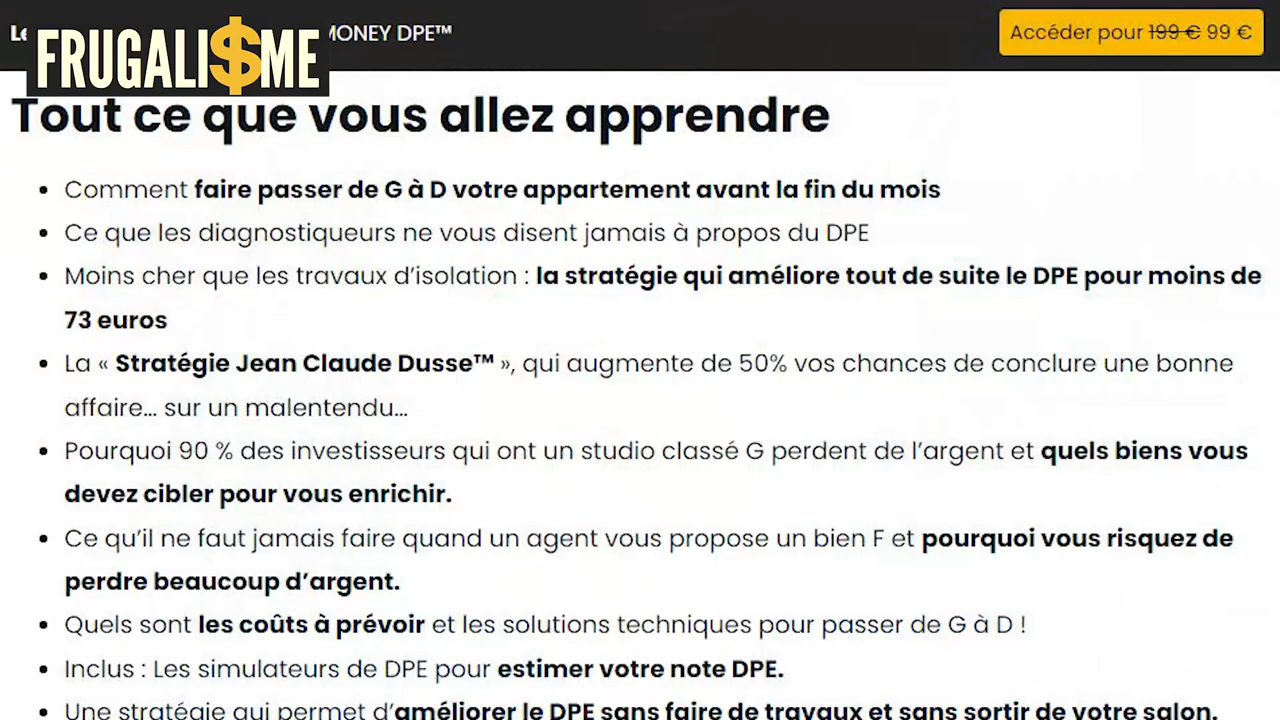 MONEY DPE™
Accéder pour 199 € 99 €
FRUGALI$ME
Tout ce que vous allez apprendre
• Comment faire passer de G à D votre appartement avant la fin du mois
• Ce que les diagnostiqueurs ne vous disent jamais à propos du DPE
• Moins cher que les travaux d’isolation : la stratégie qui améliore tout de suite le DPE pour moins de
73 euros
• La « Stratégie Jean Claude Dusse™ », qui augmente de 50% vos chances de conclure une bonne
affaire… sur un malentendu…
• Pourquoi 90 % des investisseurs qui ont un studio classé G perdent de l’argent et quels biens vous
devez cibler pour vous enrichir.
• Ce qu’il ne faut jamais faire quand un agent vous propose un bien F et pourquoi vous risquez de
perdre beaucoup d’argent.
• Quels sont les coûts à prévoir et les solutions techniques pour passer de G à D !
• Inclus : Les simulateurs de DPE pour estimer votre note DPE.
• Une stratégie qui permet d’améliorer le DPE sans faire de travaux et sans sortir de votre salon.